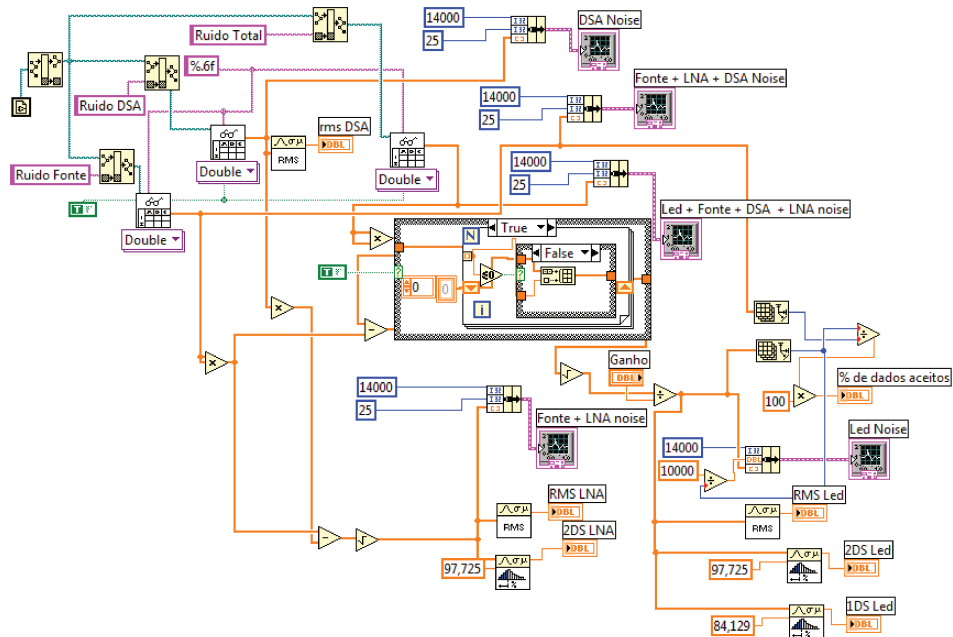 DSA Noise
14000
25
Ruido Total
%.6f
Fonte + LNA + DSA Noise
14000
25
Ruido DSA
rms DSA
DBL
RMS
Double
Double
Ruido Fonte
14000
25
Led + Fonte + DSA + LNA noise
T F
Double
True
N
False
T F
?
0
0
≤0
?
i
Ganho
DBL
% de dados aceitos
100
DBL
14000
25
Fonte + LNA noise
Led Noise
14000
10000
RMS LNA
DBL
RMS
RMS Led
DBL
RMS
2DS LNA
DBL
97,725
2DS Led
DBL
97,725
1DS Led
DBL
84,129